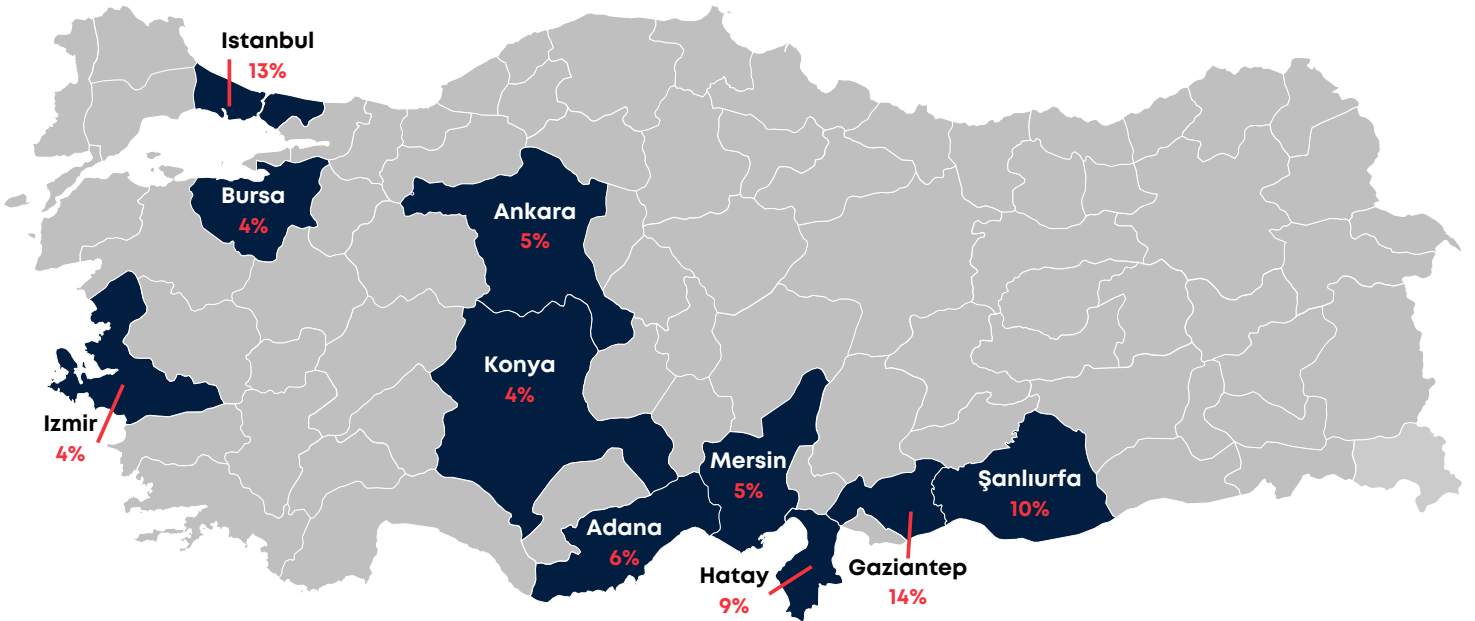 Istanbul
13%
Bursa
4%
Ankara
5%
Konya
4%
Izmir
4%
Mersin
5%
Şanlıurfa
10%
Adana
6%
Hatay
9%
Gaziantep
14%